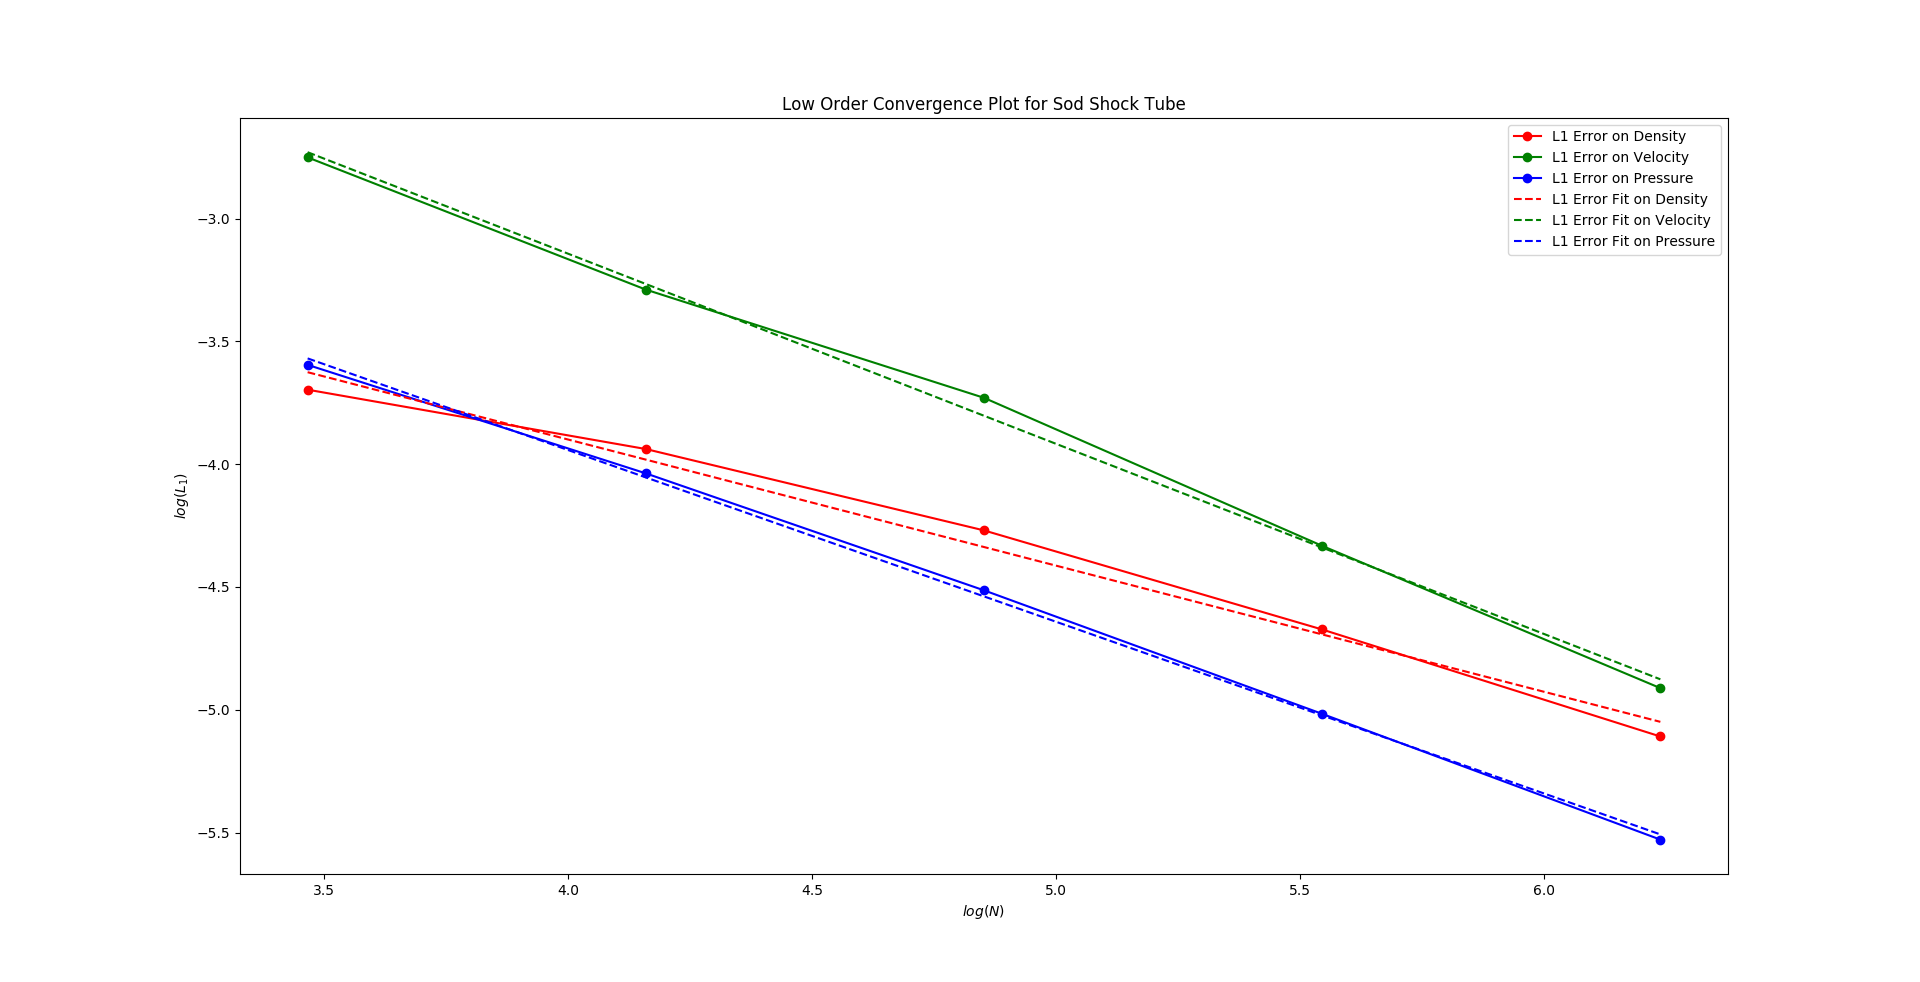 Low Order Convergence Plot for Sod Shock Tube
L1 Error on Density
L1 Error on Velocity
L1 Error on Pressure
L1 Error Fit on Density
L1 Error Fit on Velocity
L1 Error Fit on Pressure
−3.0
−3.5
−4.0
−4.5
−5.0
−5.5
log(L₁)
3.5 4.0 4.5 5.0 5.5 6.0
log(N)